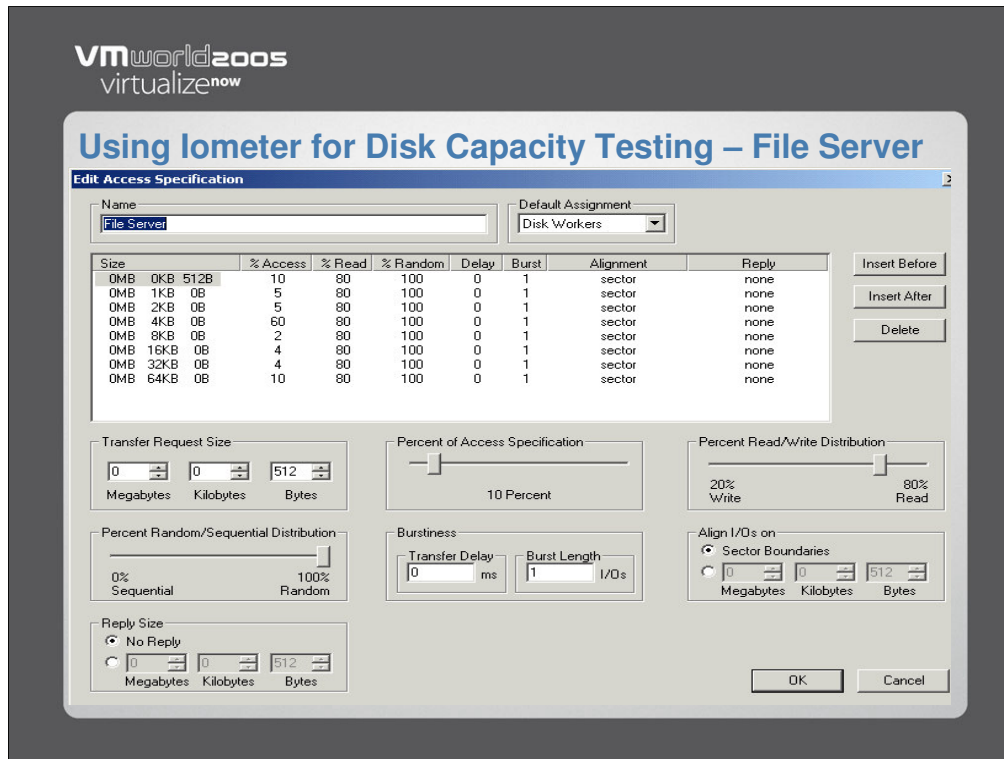 VMworld2005
virtualizenow
Using Iometer for Disk Capacity Testing – File Server
Edit Access Specification
Name
Default Assignment
File Server
Disk Workers
Size % Access % Read % Random Delay Burst Alignment Reply
0MB 0KB 512B 10 80 100 0 1 sector none
0MB 1KB 0B 5 80 100 0 1 sector none
0MB 2KB 0B 5 80 100 0 1 sector none
0MB 4KB 0B 60 80 100 0 1 sector none
0MB 8KB 0B 2 80 100 0 1 sector none
0MB 16KB 0B 4 80 100 0 1 sector none
0MB 32KB 0B 4 80 100 0 1 sector none
0MB 64KB 0B 10 80 100 0 1 sector none
Insert Before
Insert After
Delete
Transfer Request Size
0 0 512
Megabytes Kilobytes Bytes
Percent of Access Specification
10 Percent
Percent Read/Write Distribution
20% 80%
Write Read
Percent Random/Sequential Distribution
0% 100%
Sequential Random
Burstiness
Transfer Delay
0 ms
Burst Length
1 I/Os
Align I/Os on
Sector Boundaries
0 0 512
Megabytes Kilobytes Bytes
Reply Size
No Reply
0 0 512
Megabytes Kilobytes Bytes
OK Cancel